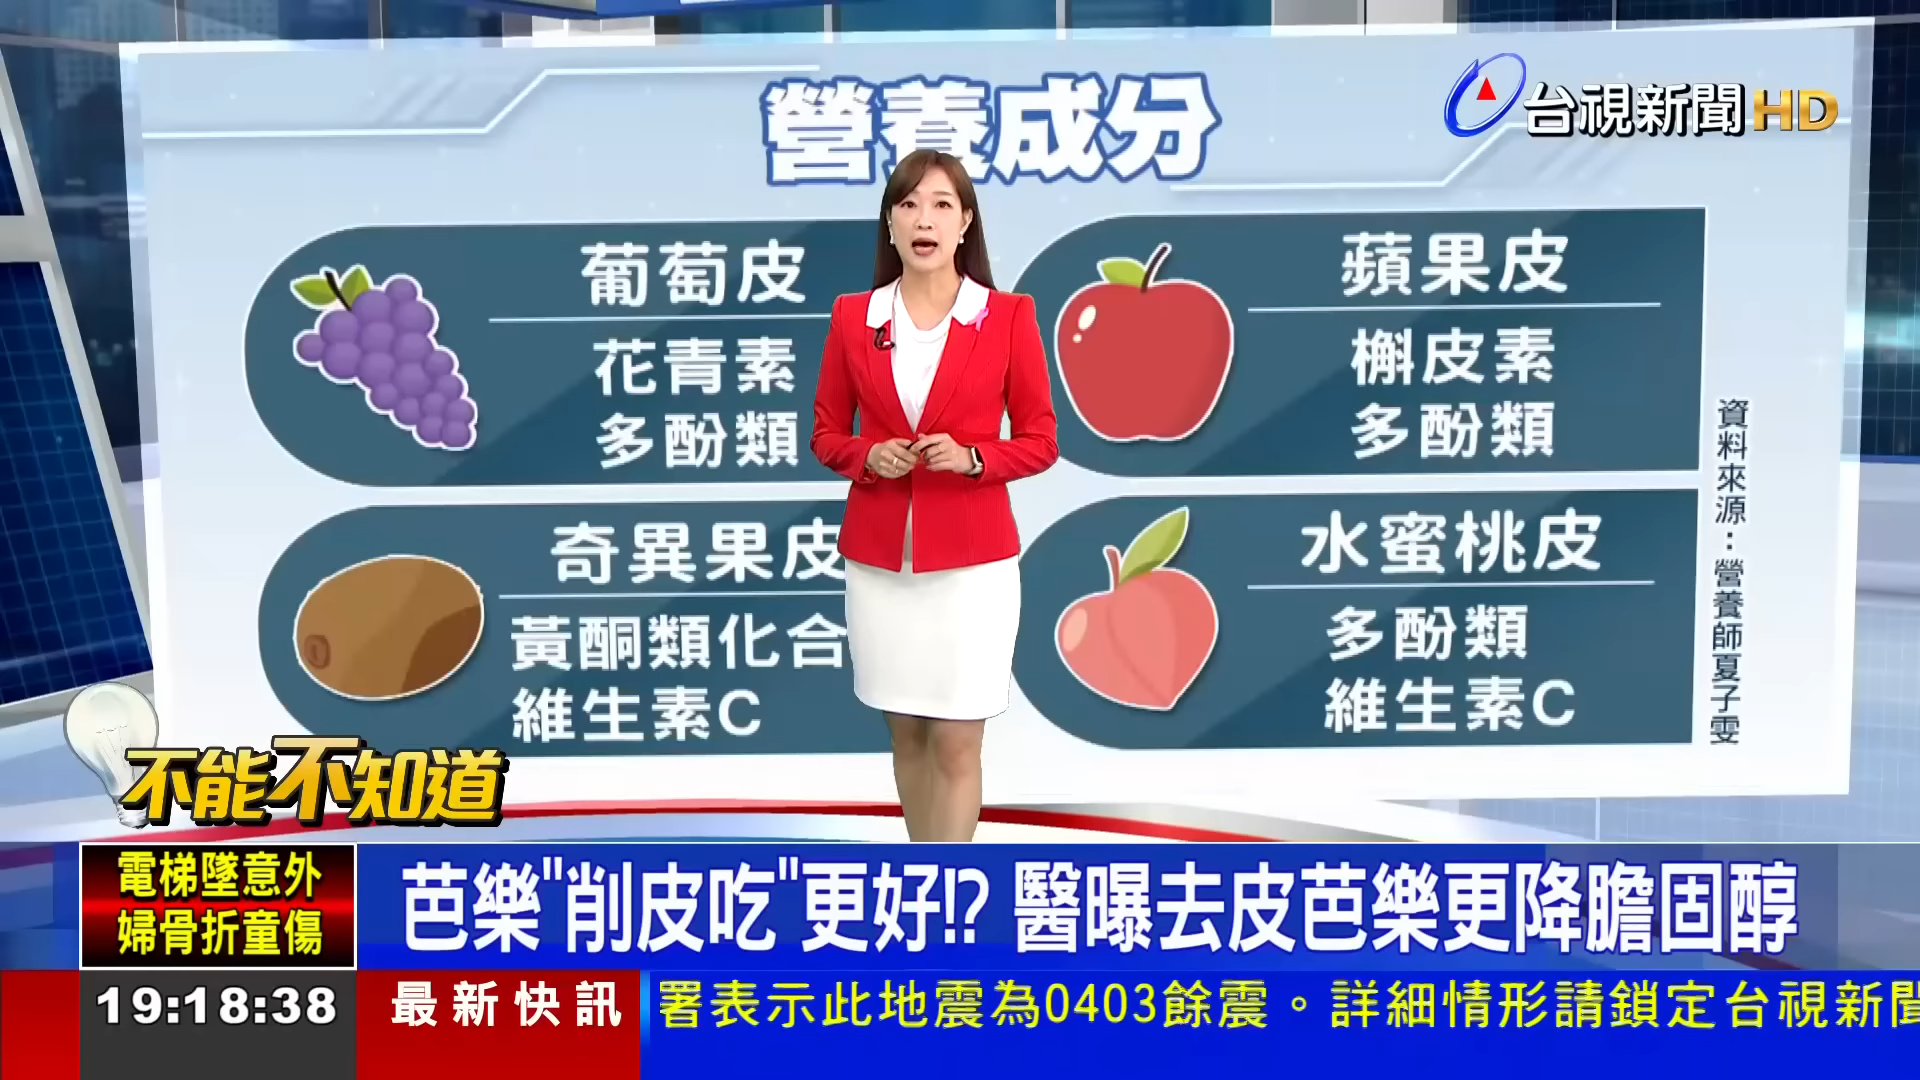 營養成分
台視新聞HD
葡萄皮
花青素
多酚類
蘋果皮
槲皮素
多酚類
奇異果皮
黃酮類化合
維生素C
水蜜桃皮
多酚類
維生素C
資料來源：營養師夏子雯
不能不知道
電梯墜意外
婦骨折童傷
芭樂"削皮吃"更好!? 醫曝去皮芭樂更降膽固醇
19:18:38
最新快訊
署表示此地震為0403餘震。詳細情形請鎖定台視新聞